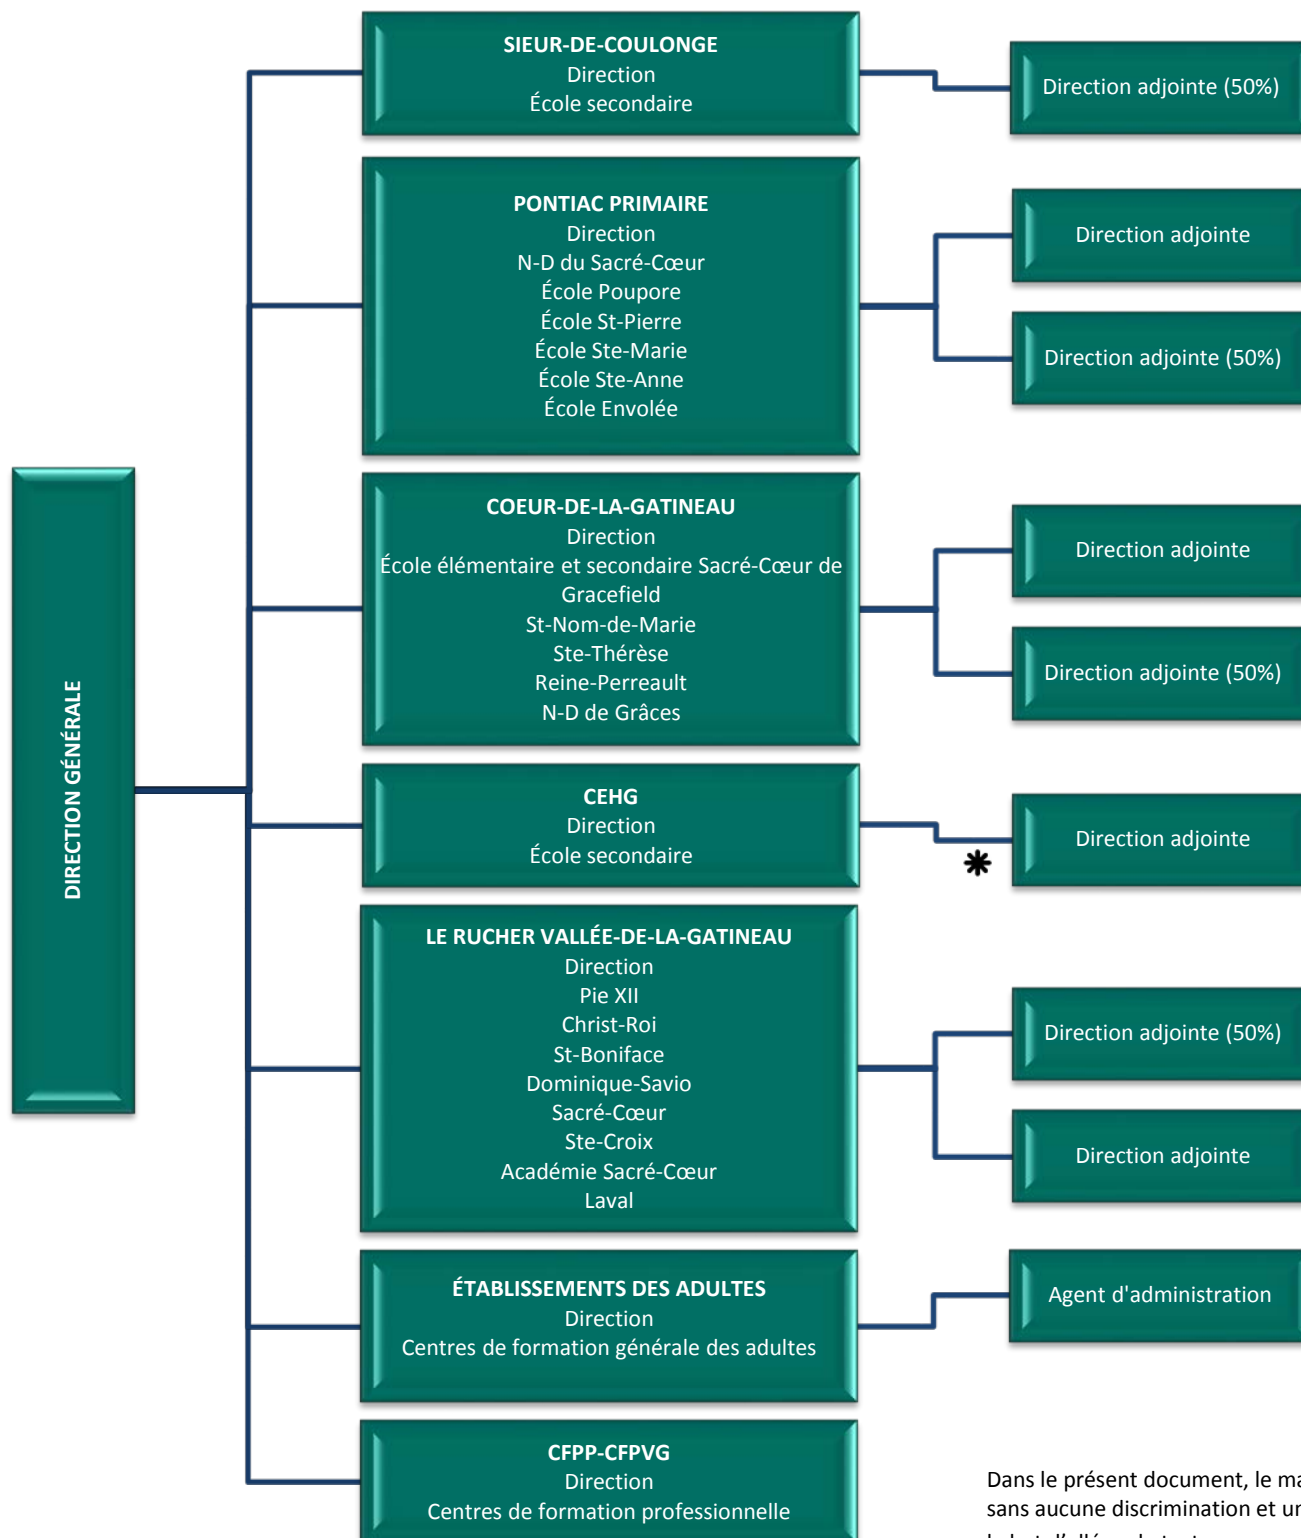 DIRECTION GÉNÉRALE
SIEUR-DE-COULONGE
Direction
École secondaire
Direction adjointe (50%)
PONTIAC PRIMAIRE
Direction
N-D du Sacré-Cœur
École Poupore
École St-Pierre
École Ste-Marie
École Ste-Anne
École Envolée
Direction adjointe
Direction adjointe (50%)
COEUR-DE-LA-GATINEAU
Direction
École élémentaire et secondaire Sacré-Cœur de
Gracefield
St-Nom-de-Marie
Ste-Thérèse
Reine-Perreault
N-D de Grâces
Direction adjointe
Direction adjointe (50%)
CEHG
Direction
École secondaire
Direction adjointe
LE RUCHER VALLÉE-DE-LA-GATINEAU
Direction
Pie XII
Christ-Roi
St-Boniface
Dominique-Savio
Sacré-Cœur
Ste-Croix
Académie Sacré-Cœur
Laval
Direction adjointe (50%)
Direction adjointe
ÉTABLISSEMENTS DES ADULTES
Direction
Centres de formation générale des adultes
Agent d'administration
CFPP-CFPVG
Direction
Centres de formation professionnelle
Dans le présent document, le
sans aucune discrimination et